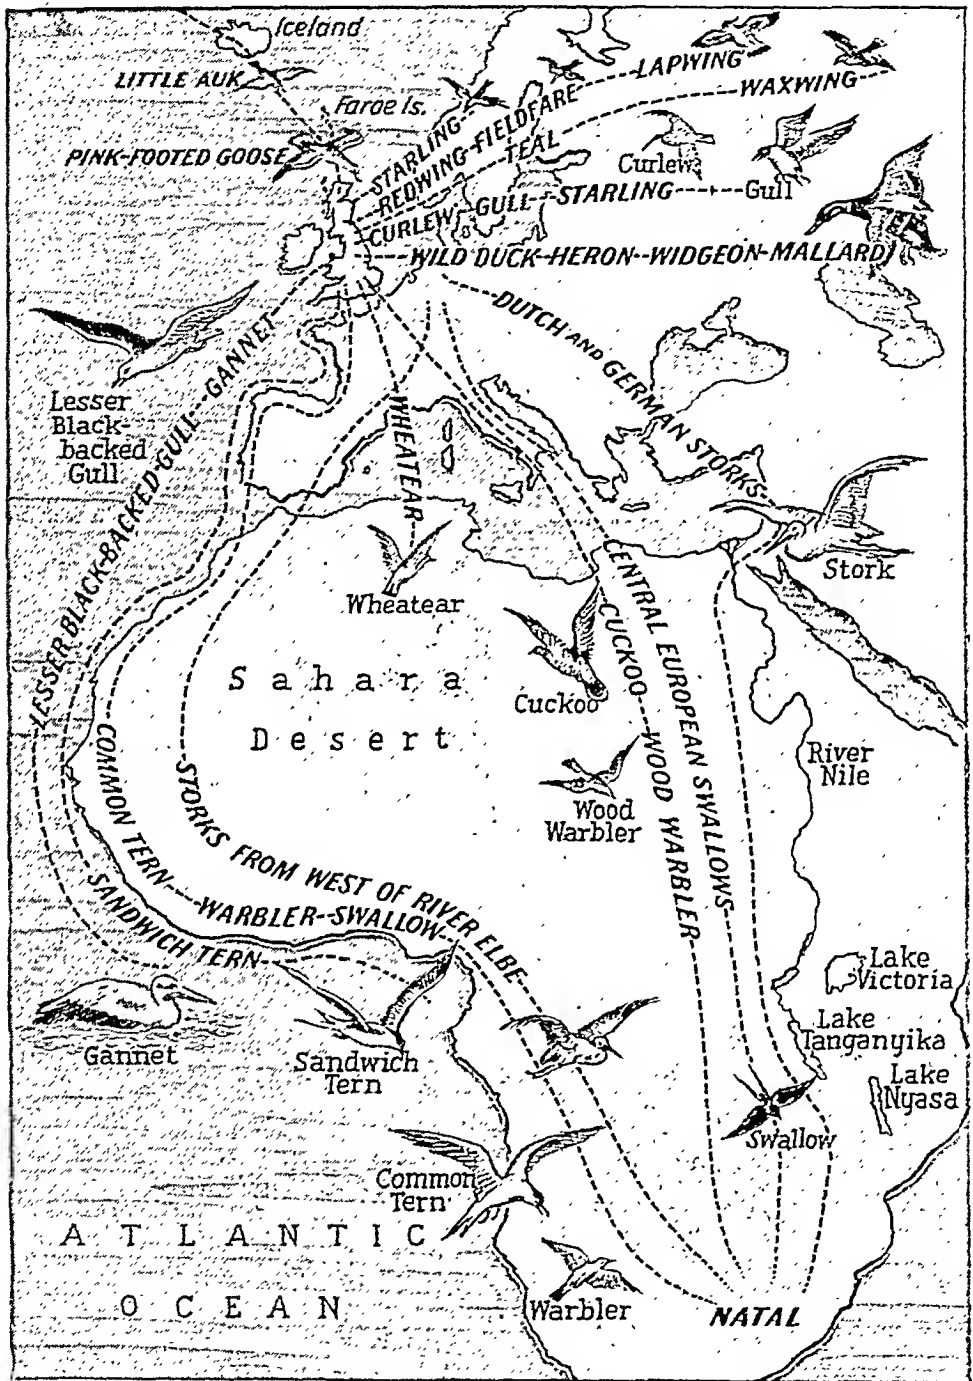 Iceland
LITTLE AUK
Faroe Is.
PINK-FOOTED GOOSE
STARLING
REDWING-FIELDFARE
LAPWING
WAXWING
TEAL
Curlew
CURLEW GULL STARLING
Gull
WILD DUCK-HERON-WIDGEON-MALLARD
DUTCH AND GERMAN STORKS
Lesser
Black-
backed
Gull
LESSER BLACK-BACKED GULL GANNET
WHEATEAR
Wheatear
Stork
CENTRAL EUROPEAN SWALLOWS
CUCKOO WOOD WARBLER
Cuckoo
Sahara
Desert
River
Nile
Wood
Warbler
STORKS FROM WEST OF RIVER ELBE
COMMON TERN WARBLER-SWALLOW
SANDWICH TERN
Gannet
Sandwich
Tern
Lake
Victoria
Lake
Tanganyika
Lake
Nyasa
Swallow
Common
Tern
ATLANTIC
OCEAN
Warbler
NATAL